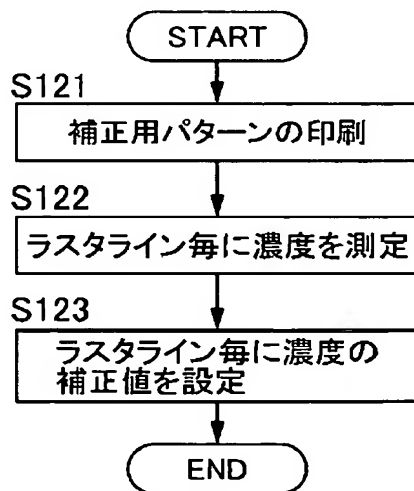 START
S121
補正用パターンの印刷
S122
ラスタライン毎に濃度を測定
S123
ラスタライン毎に濃度の
補正値を設定
END